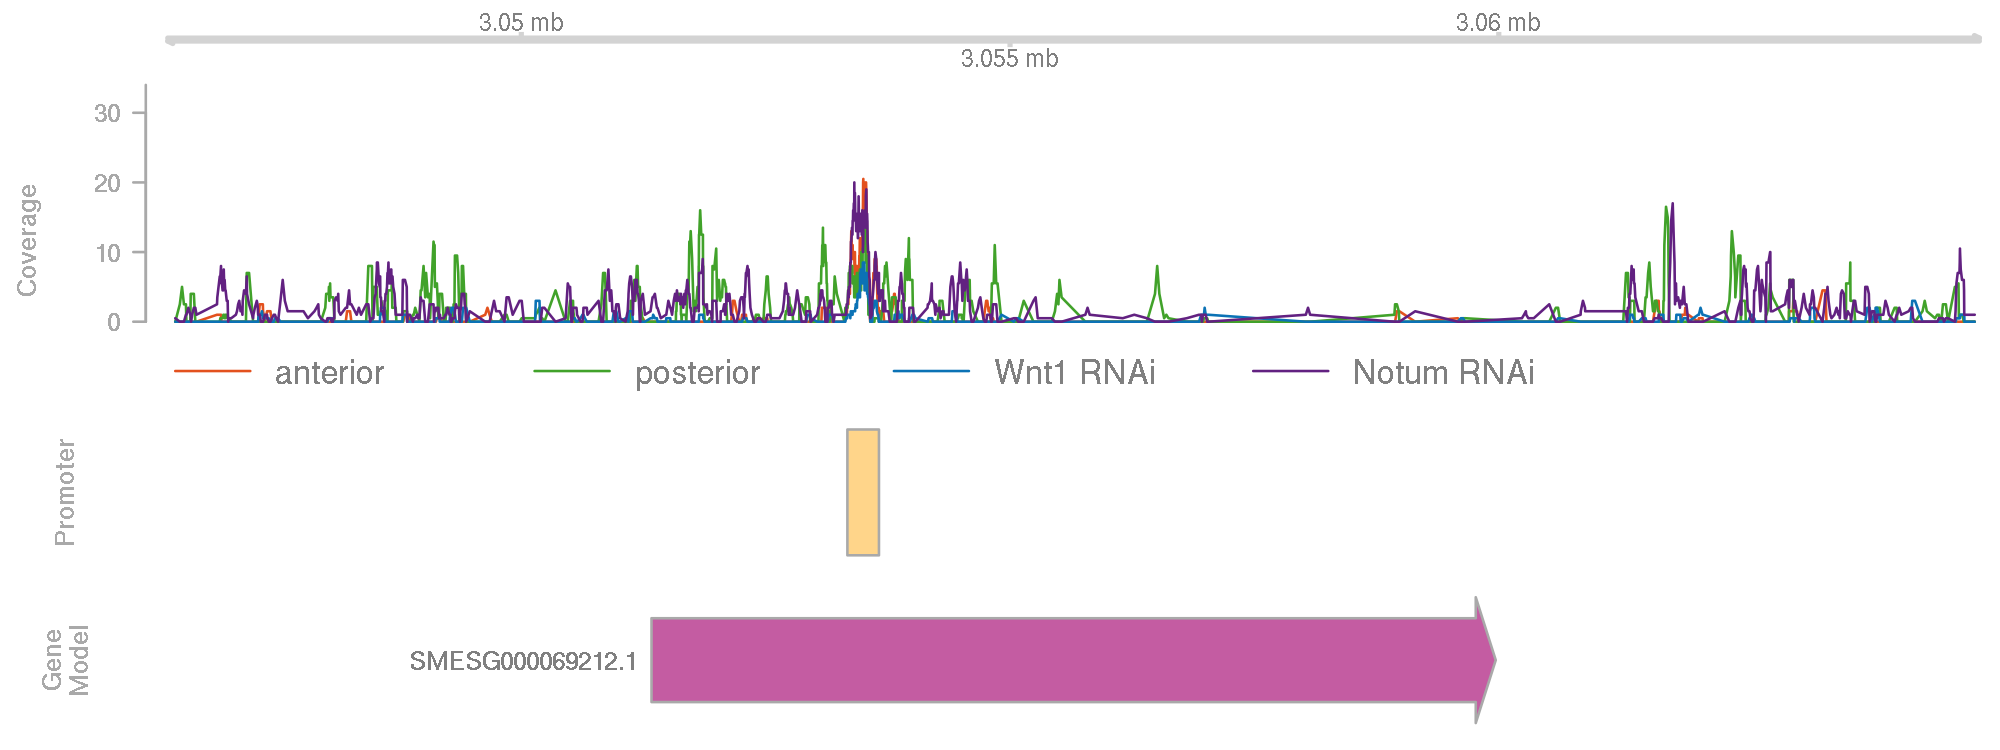 3.05 mb
3.06 mb
3.055 mb
Coverage
30
20
10
0
anterior
posterior
Wnt1 RNAi
Notum RNAi
Promoter
Gene
Model
SMESG000069212.1